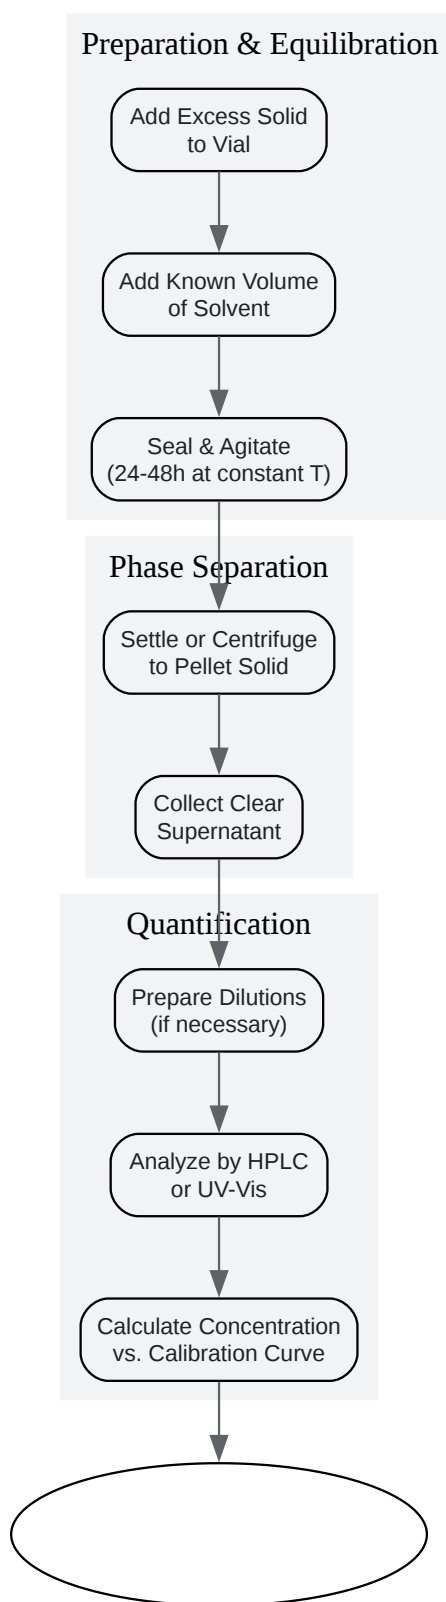 Preparation & Equilibration
Add Excess Solid
to Vial
Add Known Volume
of Solvent
Seal & Agitate
(24-48h at constant T)
Phase Separation
Settle or Centrifuge
to Pellet Solid
Collect Clear
Supernatant
Quantification
Prepare Dilutions
(if necessary)
Analyze by HPLC
or UV-Vis
Calculate Concentration
vs. Calibration Curve